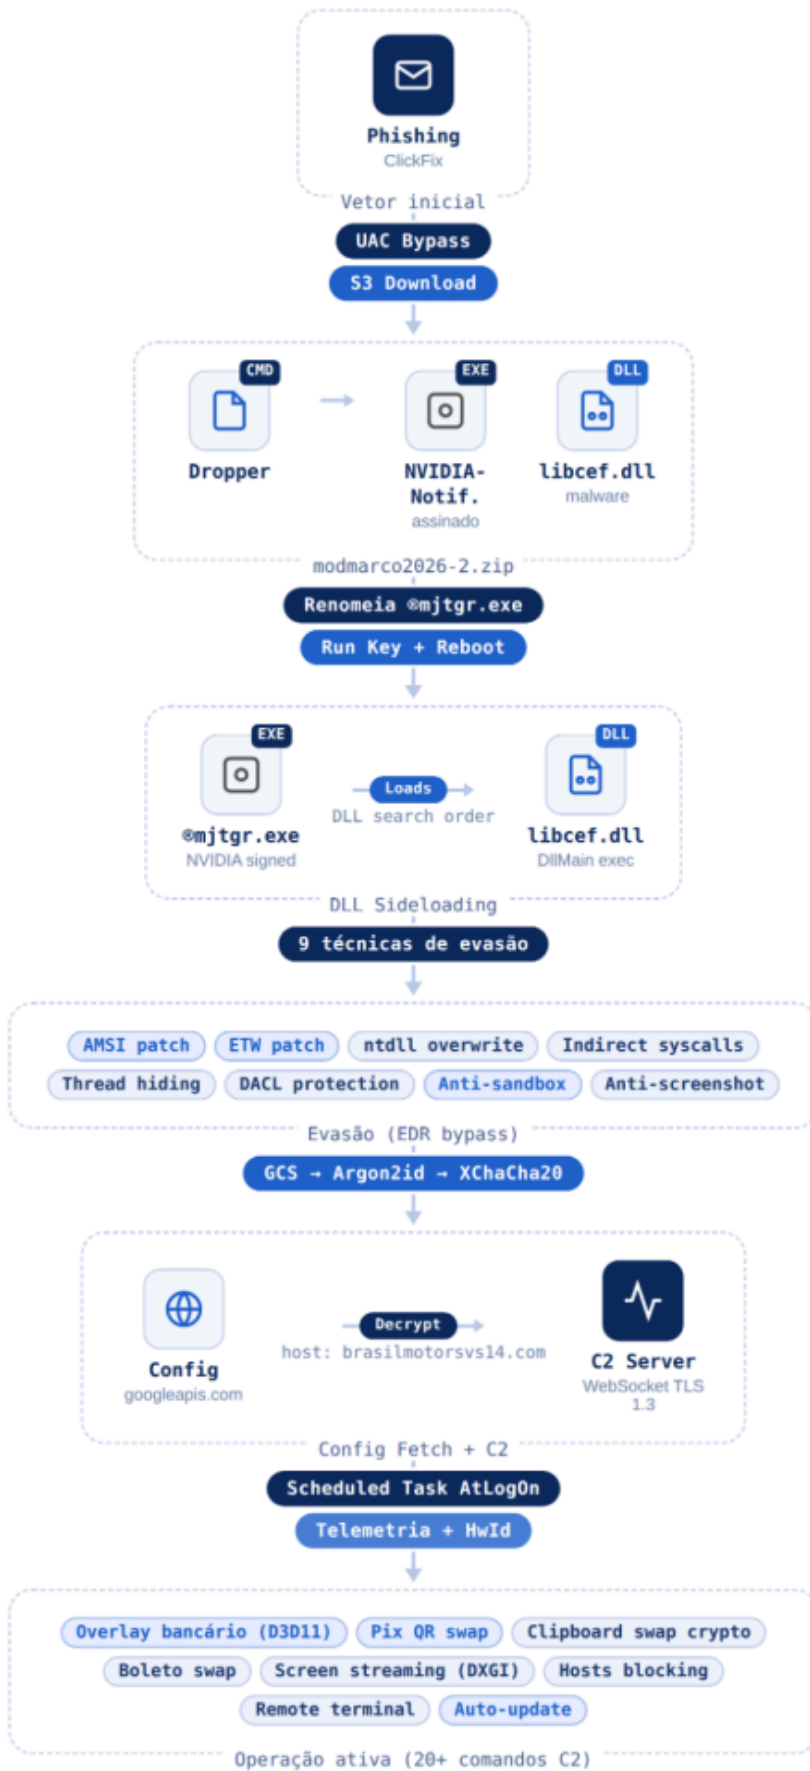 Phishing
ClickFix
Vetor inicial
UAC Bypass
S3 Download
CMD
EXE
DLL
Dropper
NVIDIA-
Notif.
assinado
libcef.dll
malware
modmarco2026-2.zip
Renomeia ®mjtgr.exe
Run Key + Reboot
EXE
DLL
Loads
DLL search order
®mjtgr.exe
NVIDIA signed
libcef.dll
DllMain exec
DLL Sideloading
9 técnicas de evasão
AMSI patch ETW patch ntdll overwrite Indirect syscalls
Thread hiding DACL protection Anti-sandbox Anti-screenshot
Evasão (EDR bypass)
GCS → Argon2id → XChaCha20
Decrypt
host: brasilmotorsvs14.com
Config
googleapis.com
C2 Server
WebSocket TLS
1.3
Config Fetch + C2
Scheduled Task AtLogOn
Telemetria + HwId
Overlay bancário (D3D11) Pix QR swap Clipboard swap crypto
Boleto swap Screen streaming (DXGI) Hosts blocking
Remote terminal Auto-update
Operação ativa (20+ comandos C2)